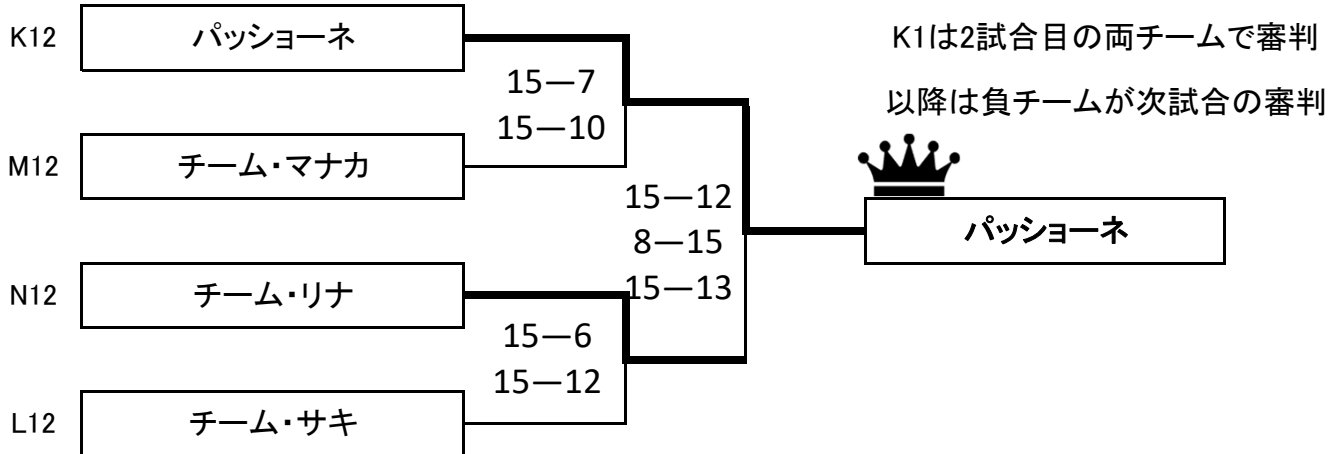 K12 パッショーネ
K1は2試合目の両チームで審判
15―7
15―10
以降は負チームが次試合の審判
M12 チーム・マナカ
15―12
8―15
15―13
パッショーネ
N12 チーム・リナ
15―6
15―12
L12 チーム・サキ